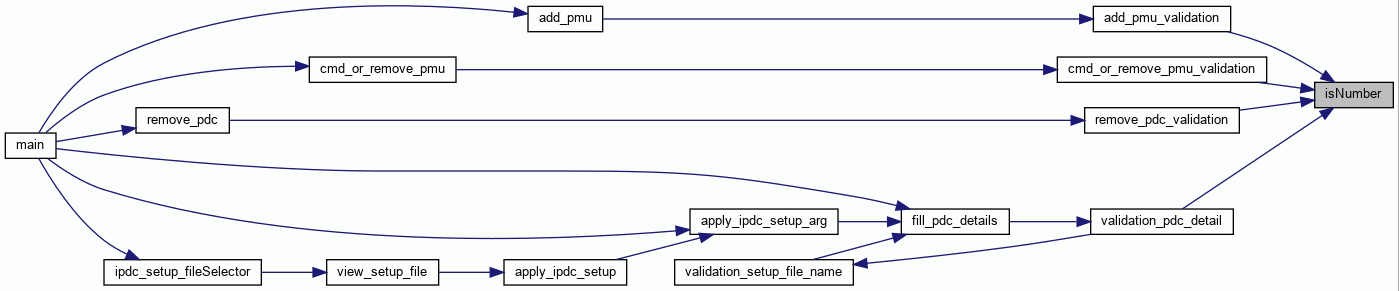 add_pmu
add_pmu_validation
cmd_or_remove_pmu
cmd_or_remove_pmu_validation
isNumber
remove_pdc
remove_pdc_validation
main
apply_ipdc_setup_arg
fill_pdc_details
validation_pdc_detail
ipdc_setup_fileSelector
view_setup_file
apply_ipdc_setup
validation_setup_file_name